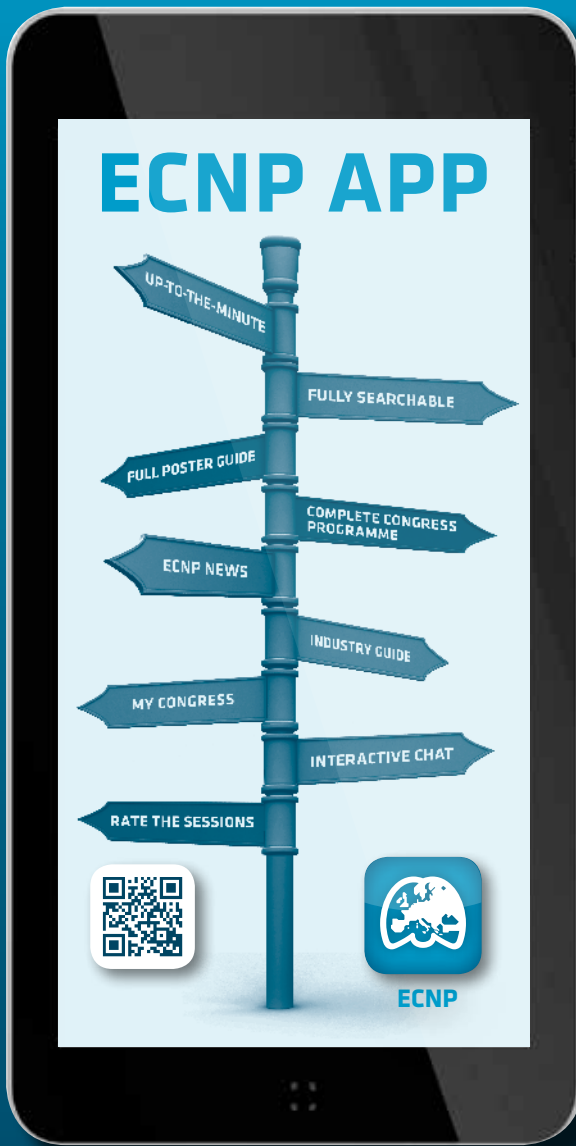 ECNP APP
UP-TO-THE-MINUTE
FULLY SEARCHABLE
FULL POSTER GUIDE
COMPLETE CONGRESS
PROGRAMME
ECNP NEWS
INDUSTRY GUIDE
MY CONGRESS
INTERACTIVE CHAT
RATE THE SESSIONS
ECNP